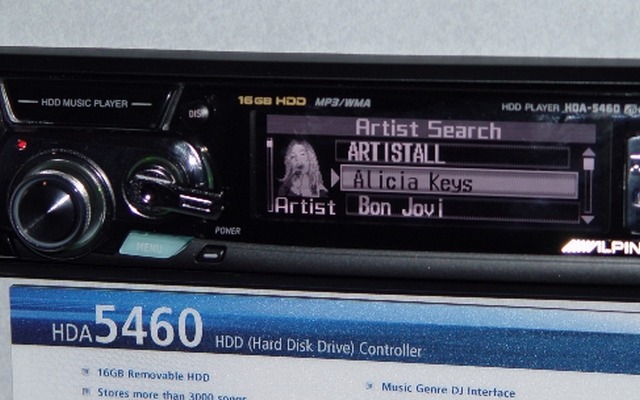 HDD MUSIC PLAYER
DISP
16GB HDD MP3/WMA
HDD PLAYER HDA-5460
Artist Search
ARTISTALL
Alicia Keys
Artist
Bon Jovi
POWER
MENU
ALPIN
HDA5460 HDD (Hard Disk Drive) Controller
16GB Removable HDD
Music Genre DJ Interface
Stores more than 3000 songs